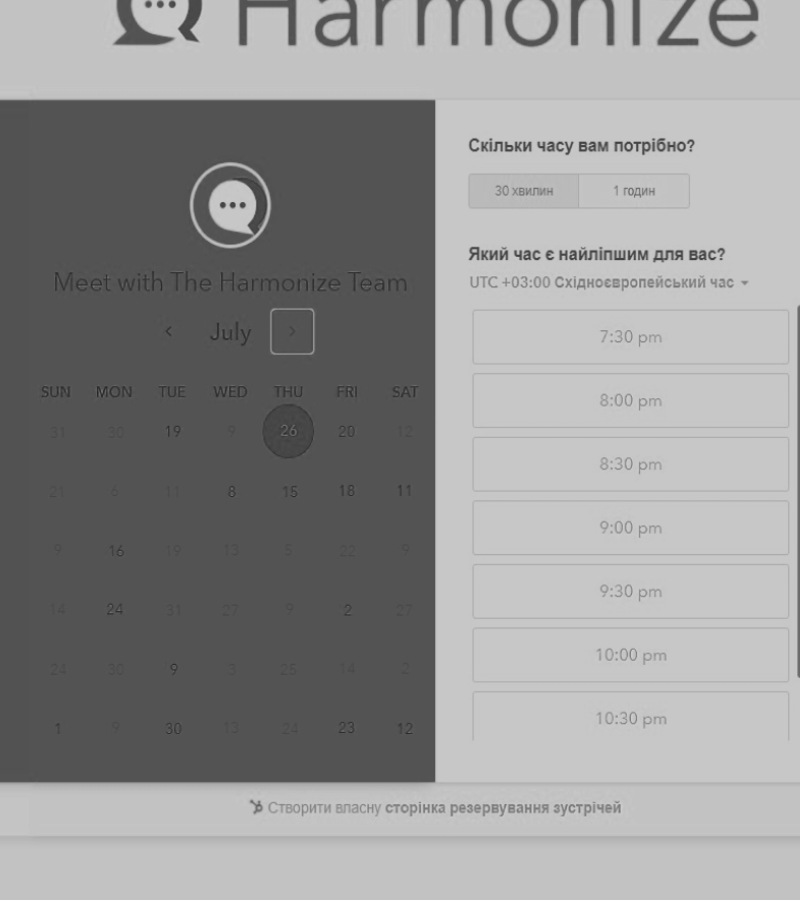 Harmonize
Meet with The Harmonize Team
July
SUN MON TUE WED THU FRI SAT
31 30 19 9 26 20 12
21 6 11 8 15 18 11
9 16 19 13 5 22 9
14 24 31 27 9 2 27
24 30 9 3 25 14 2
1 9 30 13 24 23 12
Скільки часу вам потрібно?
30 хвилин 1 годин
Який час є найліпшим для вас?
UTC +03:00 Східноєвропейський час
7:30 pm
8:00 pm
8:30 pm
9:00 pm
9:30 pm
10:00 pm
10:30 pm
Створити власну сторінка резервування зустрічей